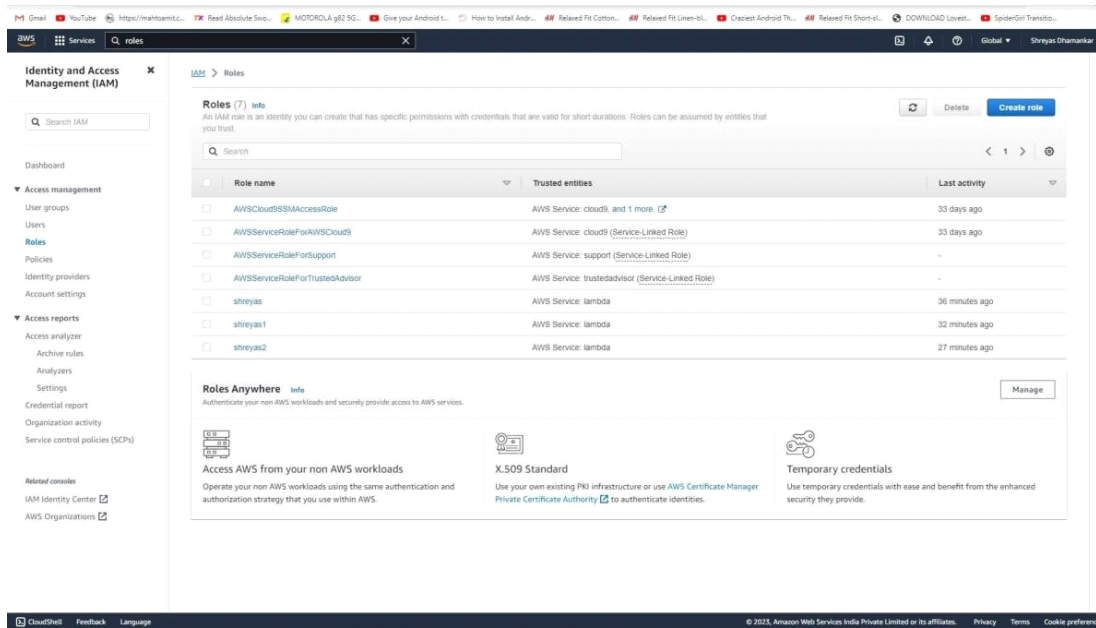 Gmail YouTube https://mahfoamit.c... 7X Read Absolute Swo... MOTOROLA g82 5G... Give your Android t... How to Install Andr... Relaxed Fit Cotton... Relaxed Fit Linen-bl... Craziest Android Th... Relaxed Fit Short-sl... DOWNLOAD Lovest... SpiderGirl Transitio...
aws Services roles Global Shreyas Dhamankar
Identity and Access Management (IAM)
Search IAM
Dashboard
Access management
User groups
Users
Roles
Policies
Identity providers
Account settings
Access reports
Access analyzer
Archive rules
Analyzers
Settings
Credential report
Organization activity
Service control policies (SCPs)
Related consoles
IAM Identity Center
AWS Organizations
IAM > Roles
Roles (7) Info
Delete Create role
An IAM role is an identity you can create that has specific permissions with credentials that are valid for short durations. Roles can be assumed by entities that
you trust.
Search
1
Role name Trusted entities Last activity
AWSCloud9SSMAccessRole AWS Service: cloud9, and 1 more. 33 days ago
AWSServiceRoleForAWSCloud9 AWS Service: cloud9 (Service-Linked Role) 33 days ago
AWSServiceRoleForSupport AWS Service: support (Service-Linked Role) -
AWSServiceRoleForTrustedAdvisor AWS Service: trustedadvisor (Service-Linked Role) -
shreyas AWS Service: lambda 36 minutes ago
shreyas1 AWS Service: lambda 32 minutes ago
shreyas2 AWS Service: lambda 27 minutes ago
Roles Anywhere Info
Manage
Authenticate your non AWS workloads and securely provide access to AWS services.
Access AWS from your non AWS workloads
Operate your non AWS workloads using the same authentication and
authorization strategy that you use within AWS.
X.509 Standard
Use your own existing PKI infrastructure or use AWS Certificate Manager
Private Certificate Authority to authenticate identities.
Temporary credentials
Use temporary credentials with ease and benefit from the enhanced
security they provide.
CloudShell Feedback Language © 2023, Amazon Web Services India Private Limited or its affiliates. Privacy Terms Cookie preferenc